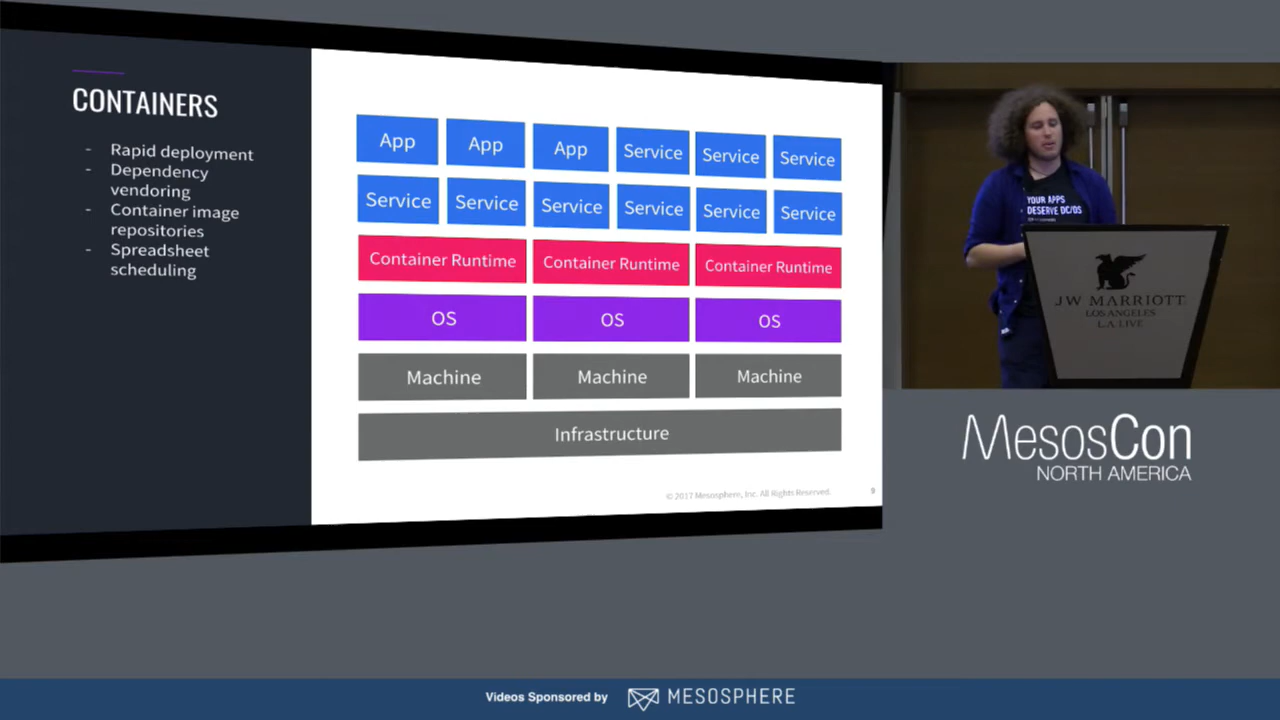 CONTAINERS
- Rapid deployment
- Dependency
vendoring
- Container image
repositories
- Spreadsheet
scheduling
App App App Service Service Service
Service Service Service Service Service Service
Container Runtime Container Runtime Container Runtime
OS OS OS
Machine Machine Machine
Infrastructure
© 2017 Mesosphere, Inc. All Rights Reserved. 9
YOUR APPS
DESERVE DC/OS
JW MARRIOTT
LOS ANGELES
L.A. LIVE
MesosCon
NORTH AMERICA
Videos Sponsored by MESOSPHERE